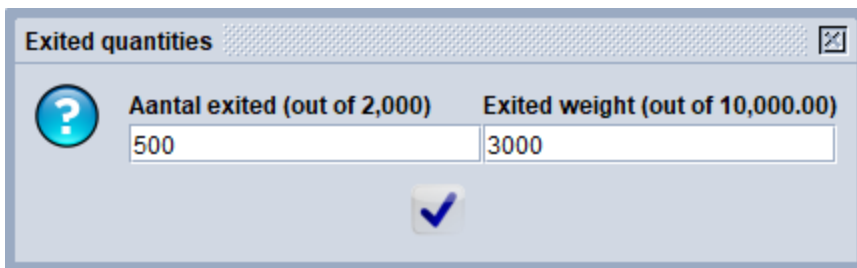 Exited quantities
Aantal exited (out of 2,000) Exited weight (out of 10,000.00)
500 3000